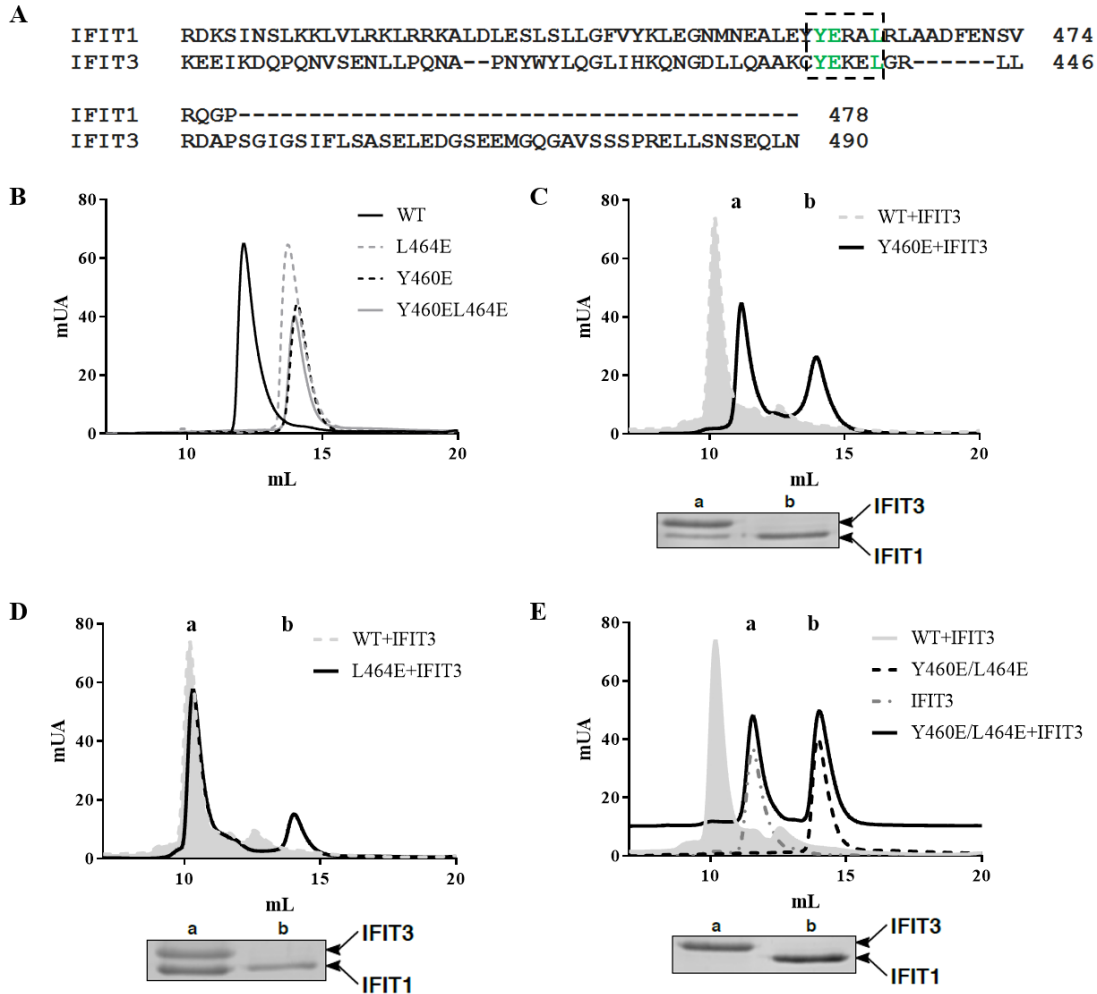 A
IFIT1 RDKSINSLKKLVLRKLRRKALDLESLSLLGFVYKLEGNMNEALEYYERALRLAADFENSV 474
IFIT3 KEEIKDQPQNVSENLLPQNA--PNYWYLQGLIHKQNGDLLQAAKCYEKELGR------LL 446
IFIT1 RQGP------------------------------------ 478
IFIT3 RDAPSGIGSIFLSASELEDGSEEMGQGAVSSSPRELLSNSEQLN 490
B
80
60
40
20
0
mUA
10
15
20
mL
WT
L464E
Y460E
Y460EL464E
C
80
60
40
20
0
mUA
10
15
20
mL
a
b
WT+IFIT3
Y460E+IFIT3
a b
IFIT3
IFIT1
D
80
60
40
20
0
mUA
10
15
20
mL
a
b
WT+IFIT3
L464E+IFIT3
a b
IFIT3
IFIT1
E
80
60
40
20
0
mUA
10
15
20
mL
a
b
WT+IFIT3
Y460E/L464E
IFIT3
Y460E/L464E+IFIT3
a b
IFIT3
IFIT1